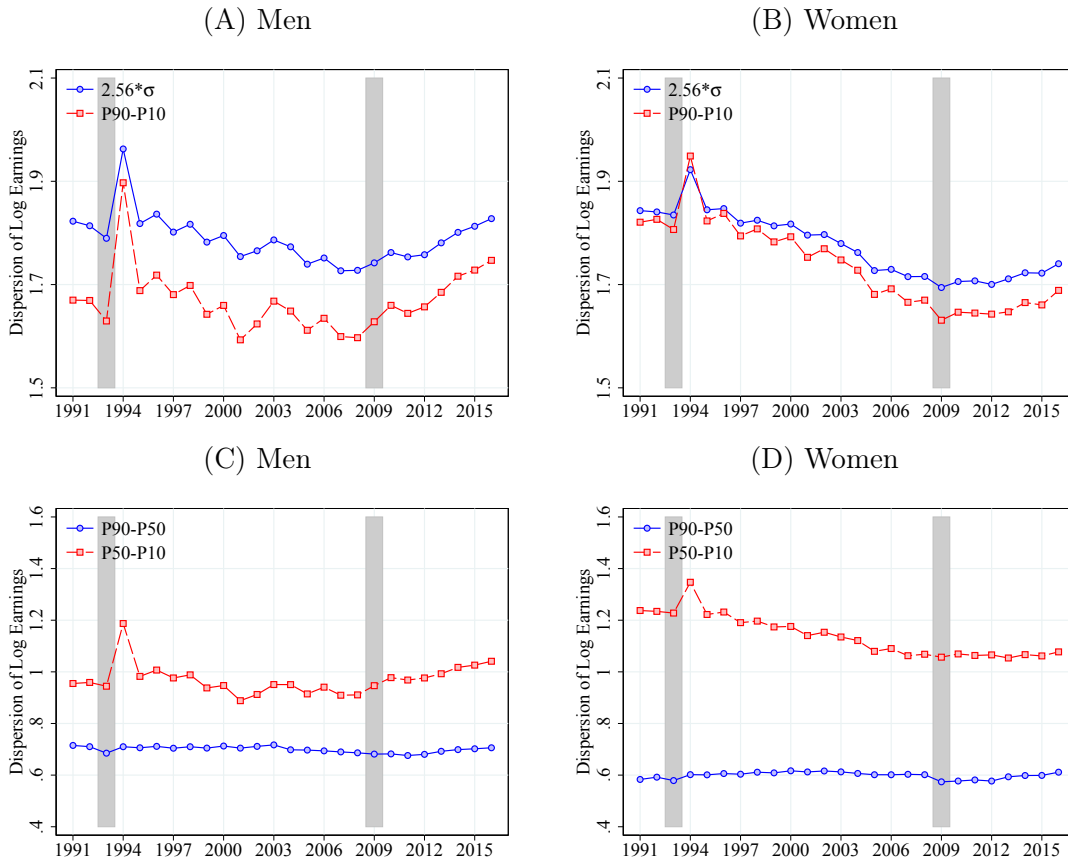 (A) Men
(B) Women
Dispersion of Log Earnings
2.1
1.9
1.7
1.5
2.56*σ
P90-P10
1991 1994 1997 2000 2003 2006 2009 2012 2015
Dispersion of Log Earnings
2.1
1.9
1.7
1.5
2.56*σ
P90-P10
1991 1994 1997 2000 2003 2006 2009 2012 2015
(C) Men
(D) Women
Dispersion of Log Earnings
1.6
1.4
1.2
1
.8
.6
.4
P90-P50
P50-P10
1991 1994 1997 2000 2003 2006 2009 2012 2015
Dispersion of Log Earnings
1.6
1.4
1.2
1
.8
.6
.4
P90-P50
P50-P10
1991 1994 1997 2000 2003 2006 2009 2012 2015